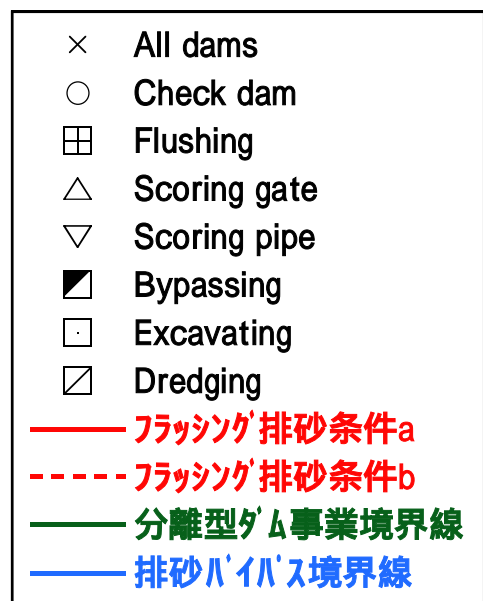 All dams
Check dam
Flushing
Scoring gate
Scoring pipe
Bypassing
Excavating
Dredging
ﾌﾗｯｼﾝｸﾞ排砂条件a
ﾌﾗｯｼﾝｸﾞ排砂条件b
分離型ﾀﾞﾑ事業境界線
排砂ﾊﾞｲﾊﾟｽ境界線